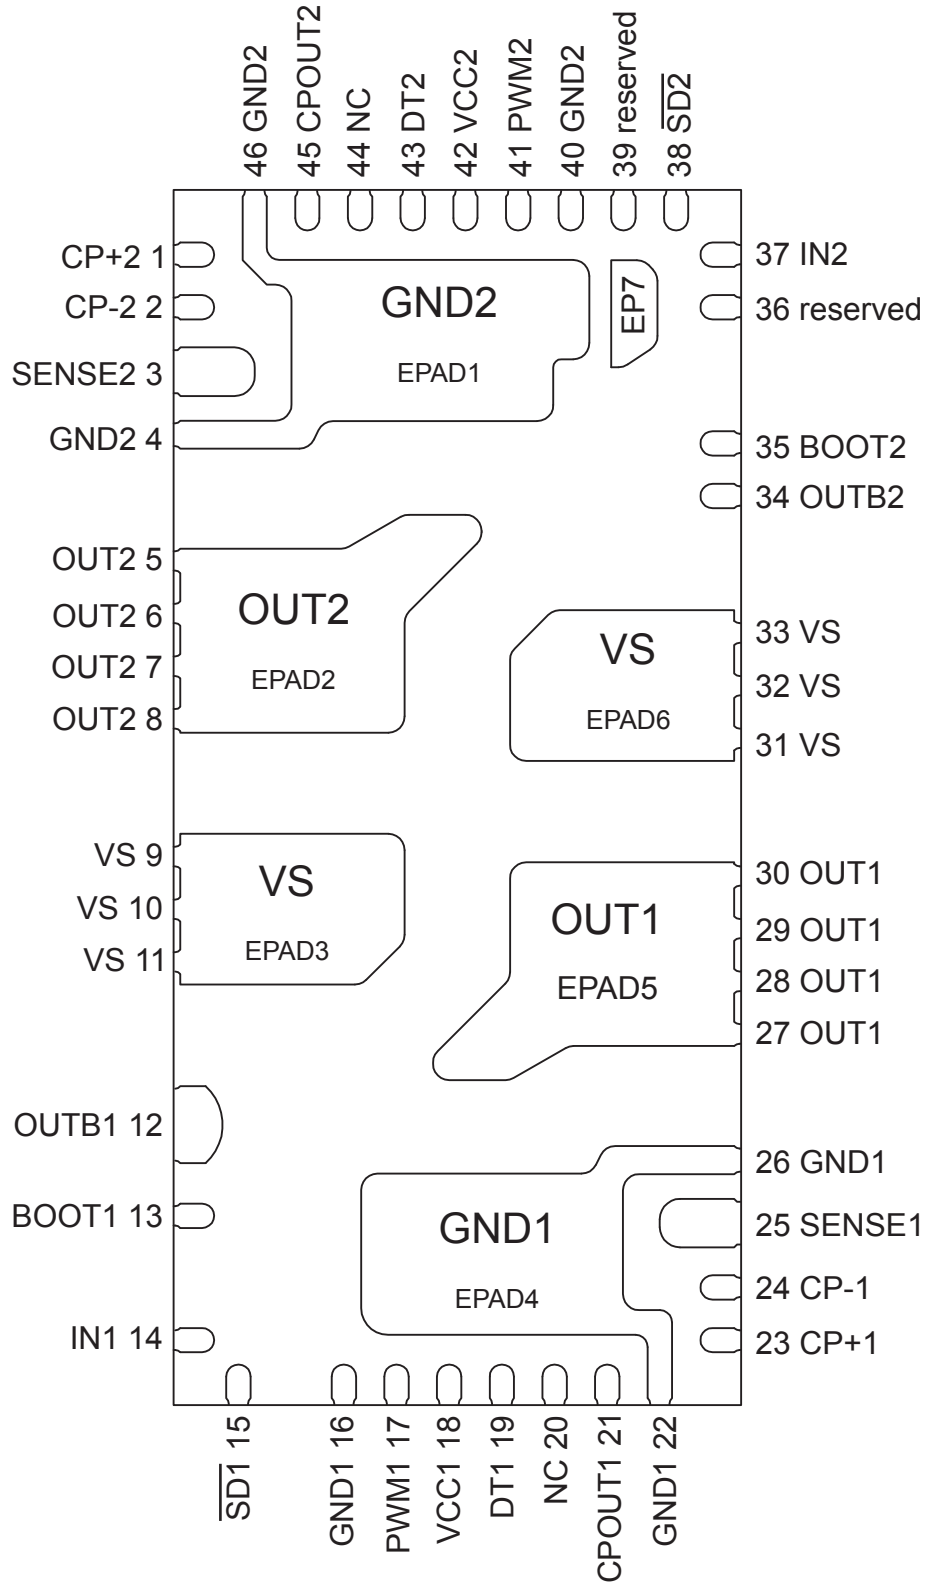 46 GND2
45 CPOUT2
44 NC
43 DT2
42 VCC2
41 PWM2
40 GND2
39 reserved
38 SD2
CP+2 1
CP-2 2
SENSE2 3
GND2 4
OUT2 5
OUT2 6
OUT2 7
OUT2 8
VS 9
VS 10
VS 11
OUTB1 12
BOOT1 13
IN1 14
GND2
EPAD1
EP7
OUT2
EPAD2
VS
EPAD6
VS
EPAD3
OUT1
EPAD5
GND1
EPAD4
37 IN2
36 reserved
35 BOOT2
34 OUTB2
33 VS
32 VS
31 VS
30 OUT1
29 OUT1
28 OUT1
27 OUT1
26 GND1
25 SENSE1
24 CP-1
23 CP+1
SD1 15
GND1 16
PWM1 17
VCC1 18
DT1 19
NC 20
CPOUT1 21
GND1 22